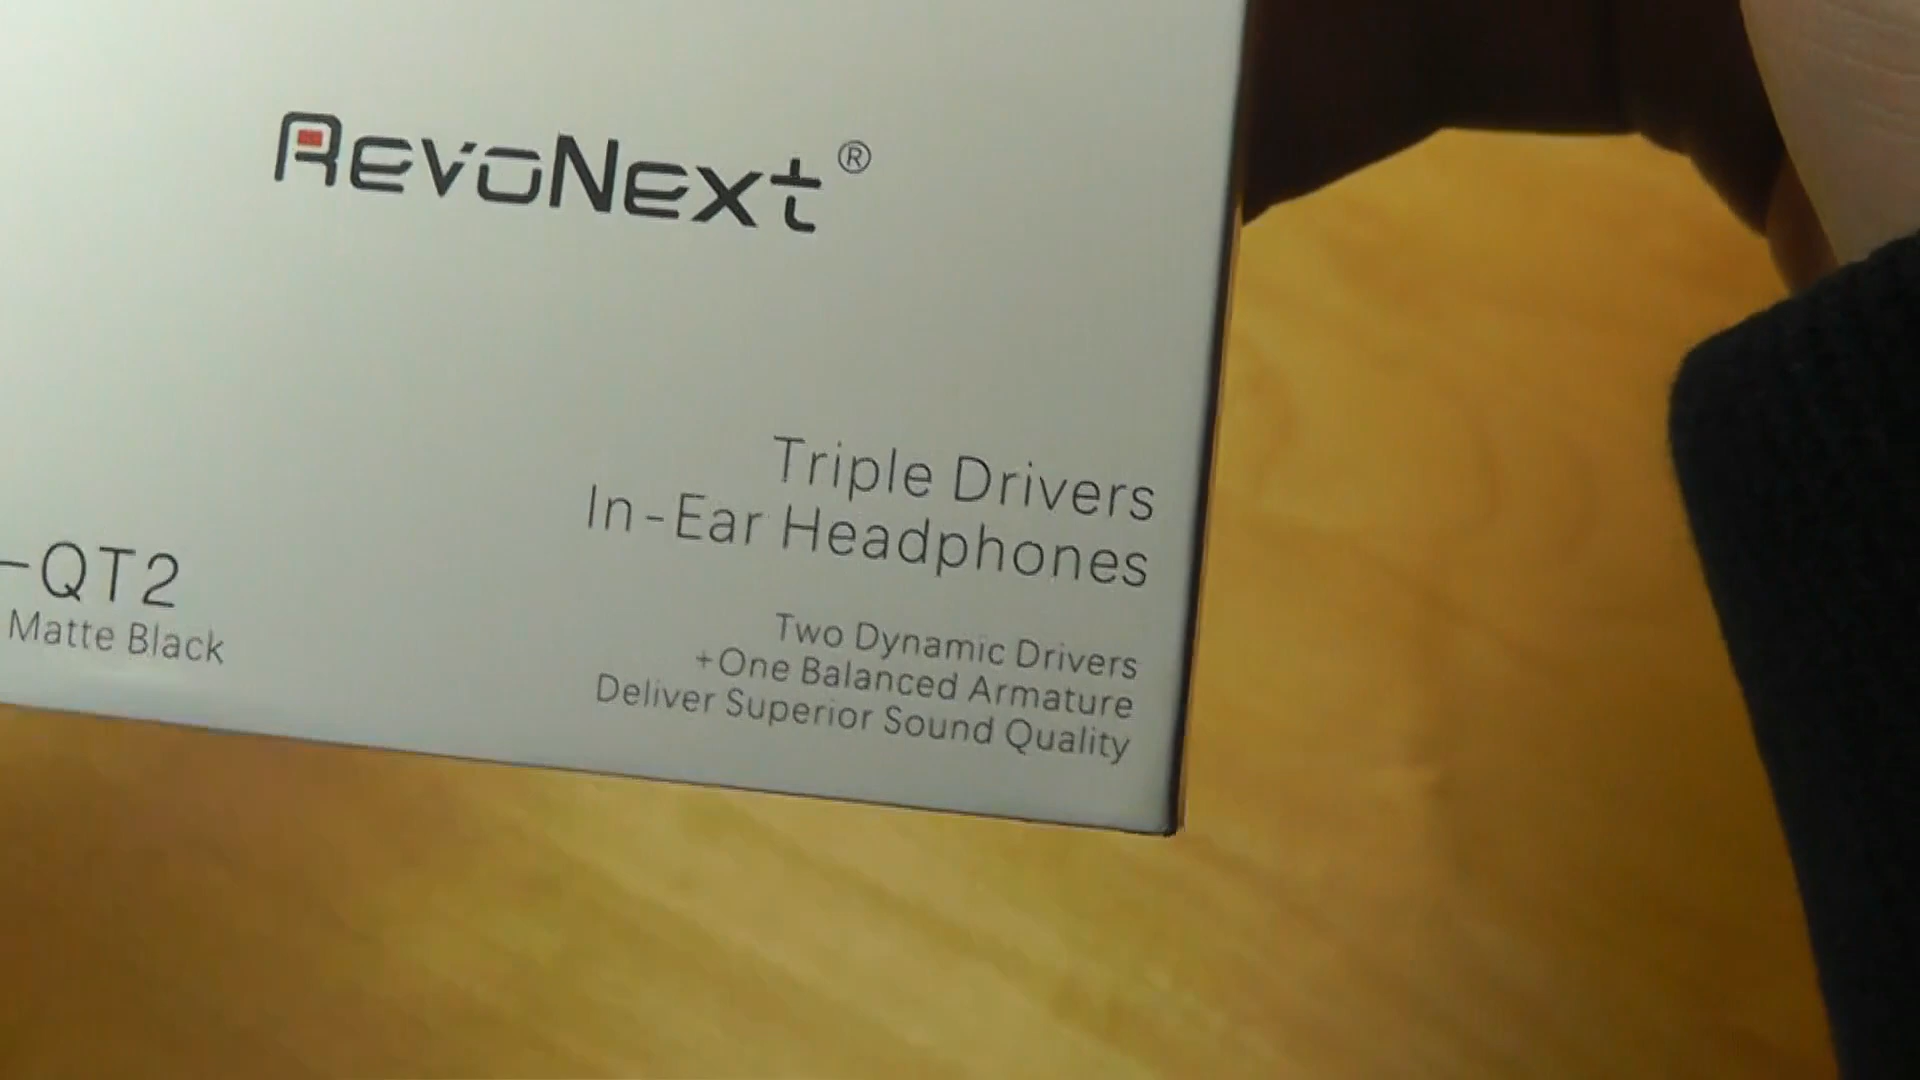 RevoNext®
Triple Drivers
In-Ear Headphones
-QT2
Matte Black
Two Dynamic Drivers
+One Balanced Armature
Deliver Superior Sound Quality